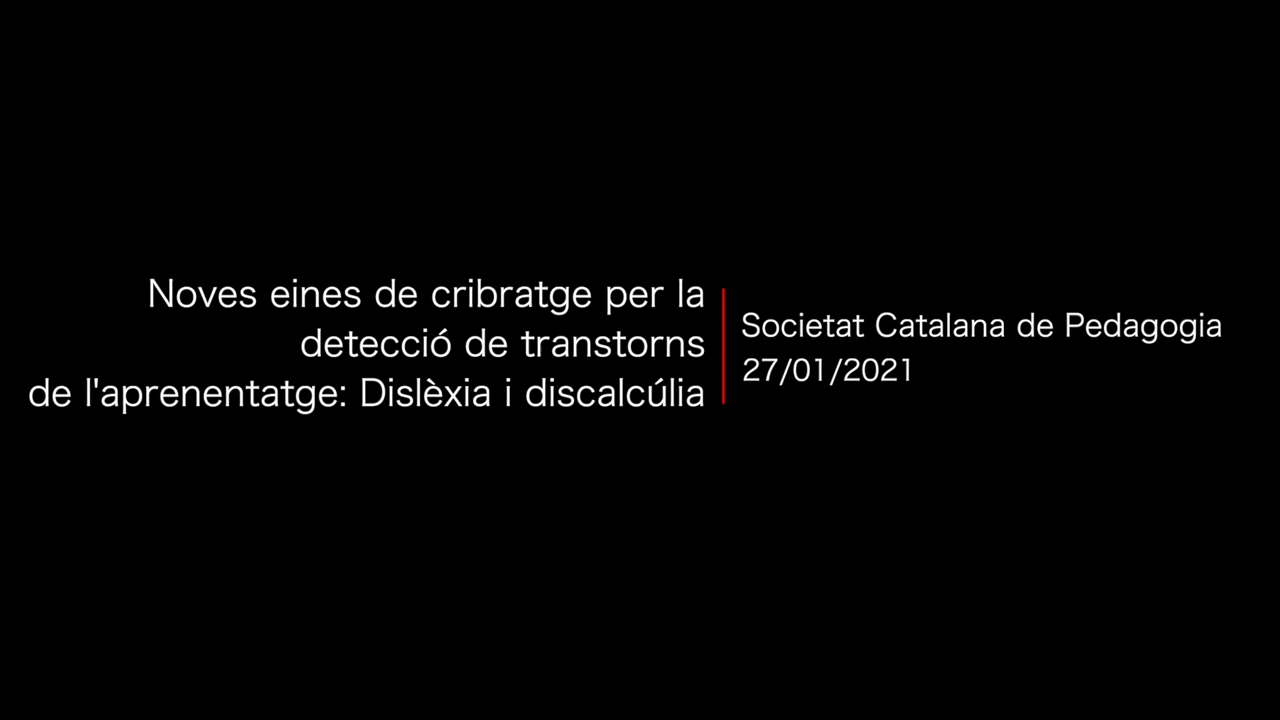 Noves eines de cribratge per la
detecció de transtorns
de l'aprenentatge: Dislèxia i discalcúlia
Societat Catalana de Pedagogia
27/01/2021